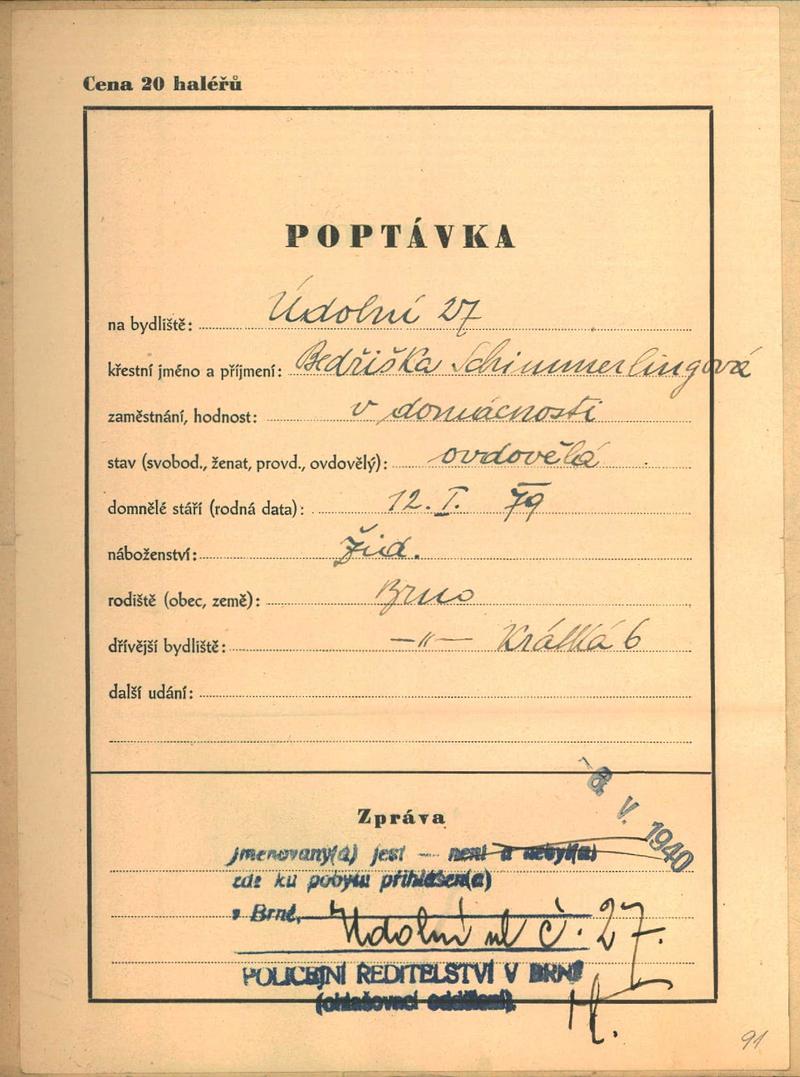 Cena 20 haléřů
POPTÁVKA
na bydliště: Údolní 27
křestní jméno a příjmení: Bedřiška Schimmerlingová
zaměstnání, hodnost: v domácnosti
stav (svobod., ženat, provd., ovdovělý): ovdovělá
domnělé stáří (rodná data): 12. I. 79
náboženství: žid.
rodiště (obec, země): Brno
dřívější bydliště: —〃— Krátká 6
další udání:
Zpráva
V. 1940
Jmenovaný(á) jest — není a nebyl(a)
zde ku pobytu přihlášen(a)
v Brně, Údolní ul č. 27.
POLICEJNÍ ŘEDITELSTVÍ V BRNĚ
(ohlašovací oddělení).
91